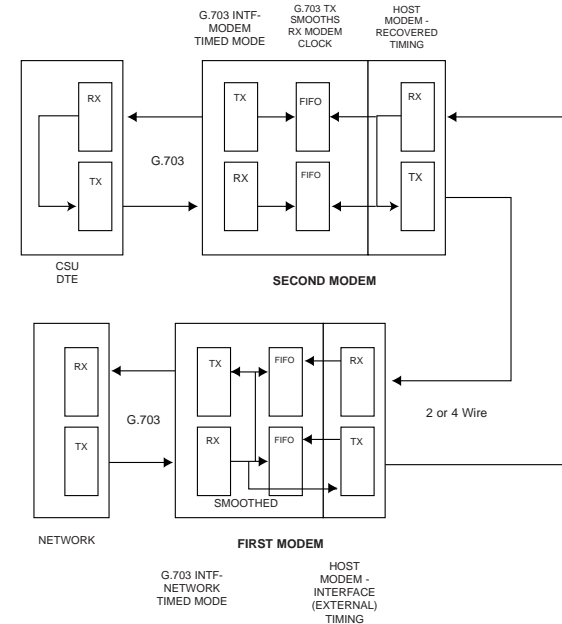 G.703 INTF-
MODEM
TIMED MODE
G.703 TX
SMOOTHS
RX MODEM
CLOCK
HOST
MODEM -
RECOVERED
TIMING
RX
TX
FIFO
RX
G.703
TX
RX
FIFO
TX
CSU
DTE
SECOND MODEM
RX
TX
FIFO
RX
G.703
2 or 4 Wire
TX
RX
FIFO
TX
SMOOTHED
NETWORK
FIRST MODEM
G.703 INTF-
NETWORK
TIMED MODE
HOST
MODEM -
INTERFACE
(EXTERNAL)
TIMING